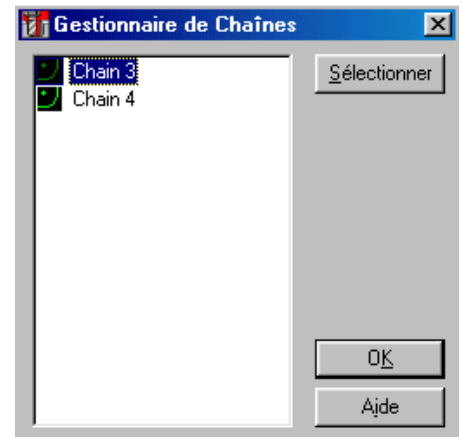 Gestionnaire de Chaînes
Chain 3
Sélectionner
Chain 4
OK
Aide